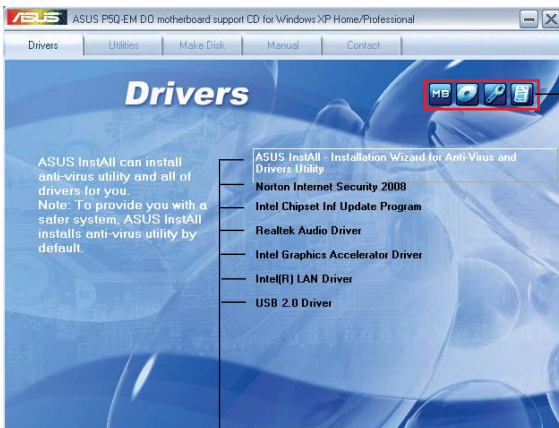 ASUS ASUS P5Q-EM DO motherboard support CD for Windows XP Home/Professional
Drivers Utilities Make Disk Manual Contact
Drivers
MB
ASUS InstAll can install
anti-virus utility and all of
drivers for you.
Note: To provide you with a
safer system, ASUS InstAll
installs anti-virus utility by
default.
ASUS InstAll - Installation Wizard for Anti-Virus and
Drivers Utility
Norton Internet Security 2008
Intel Chipset Inf Update Program
Realtek Audio Driver
Intel Graphics Accelerator Driver
Intel(R) LAN Driver
USB 2.0 Driver